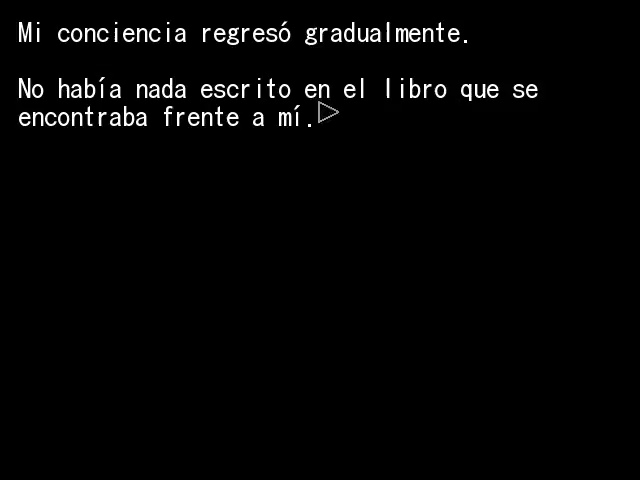 Mi conciencia regresó gradualmente.
No había nada escrito en el libro que se
encontraba frente a mí.